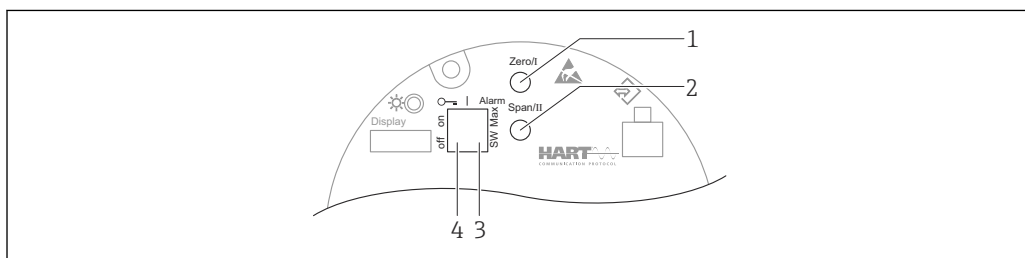 1
Zero/I
2
Alarm
Span/II
Display
on
off
Max
SW
HART
COMMUNICATION PROTOCOL
4 3